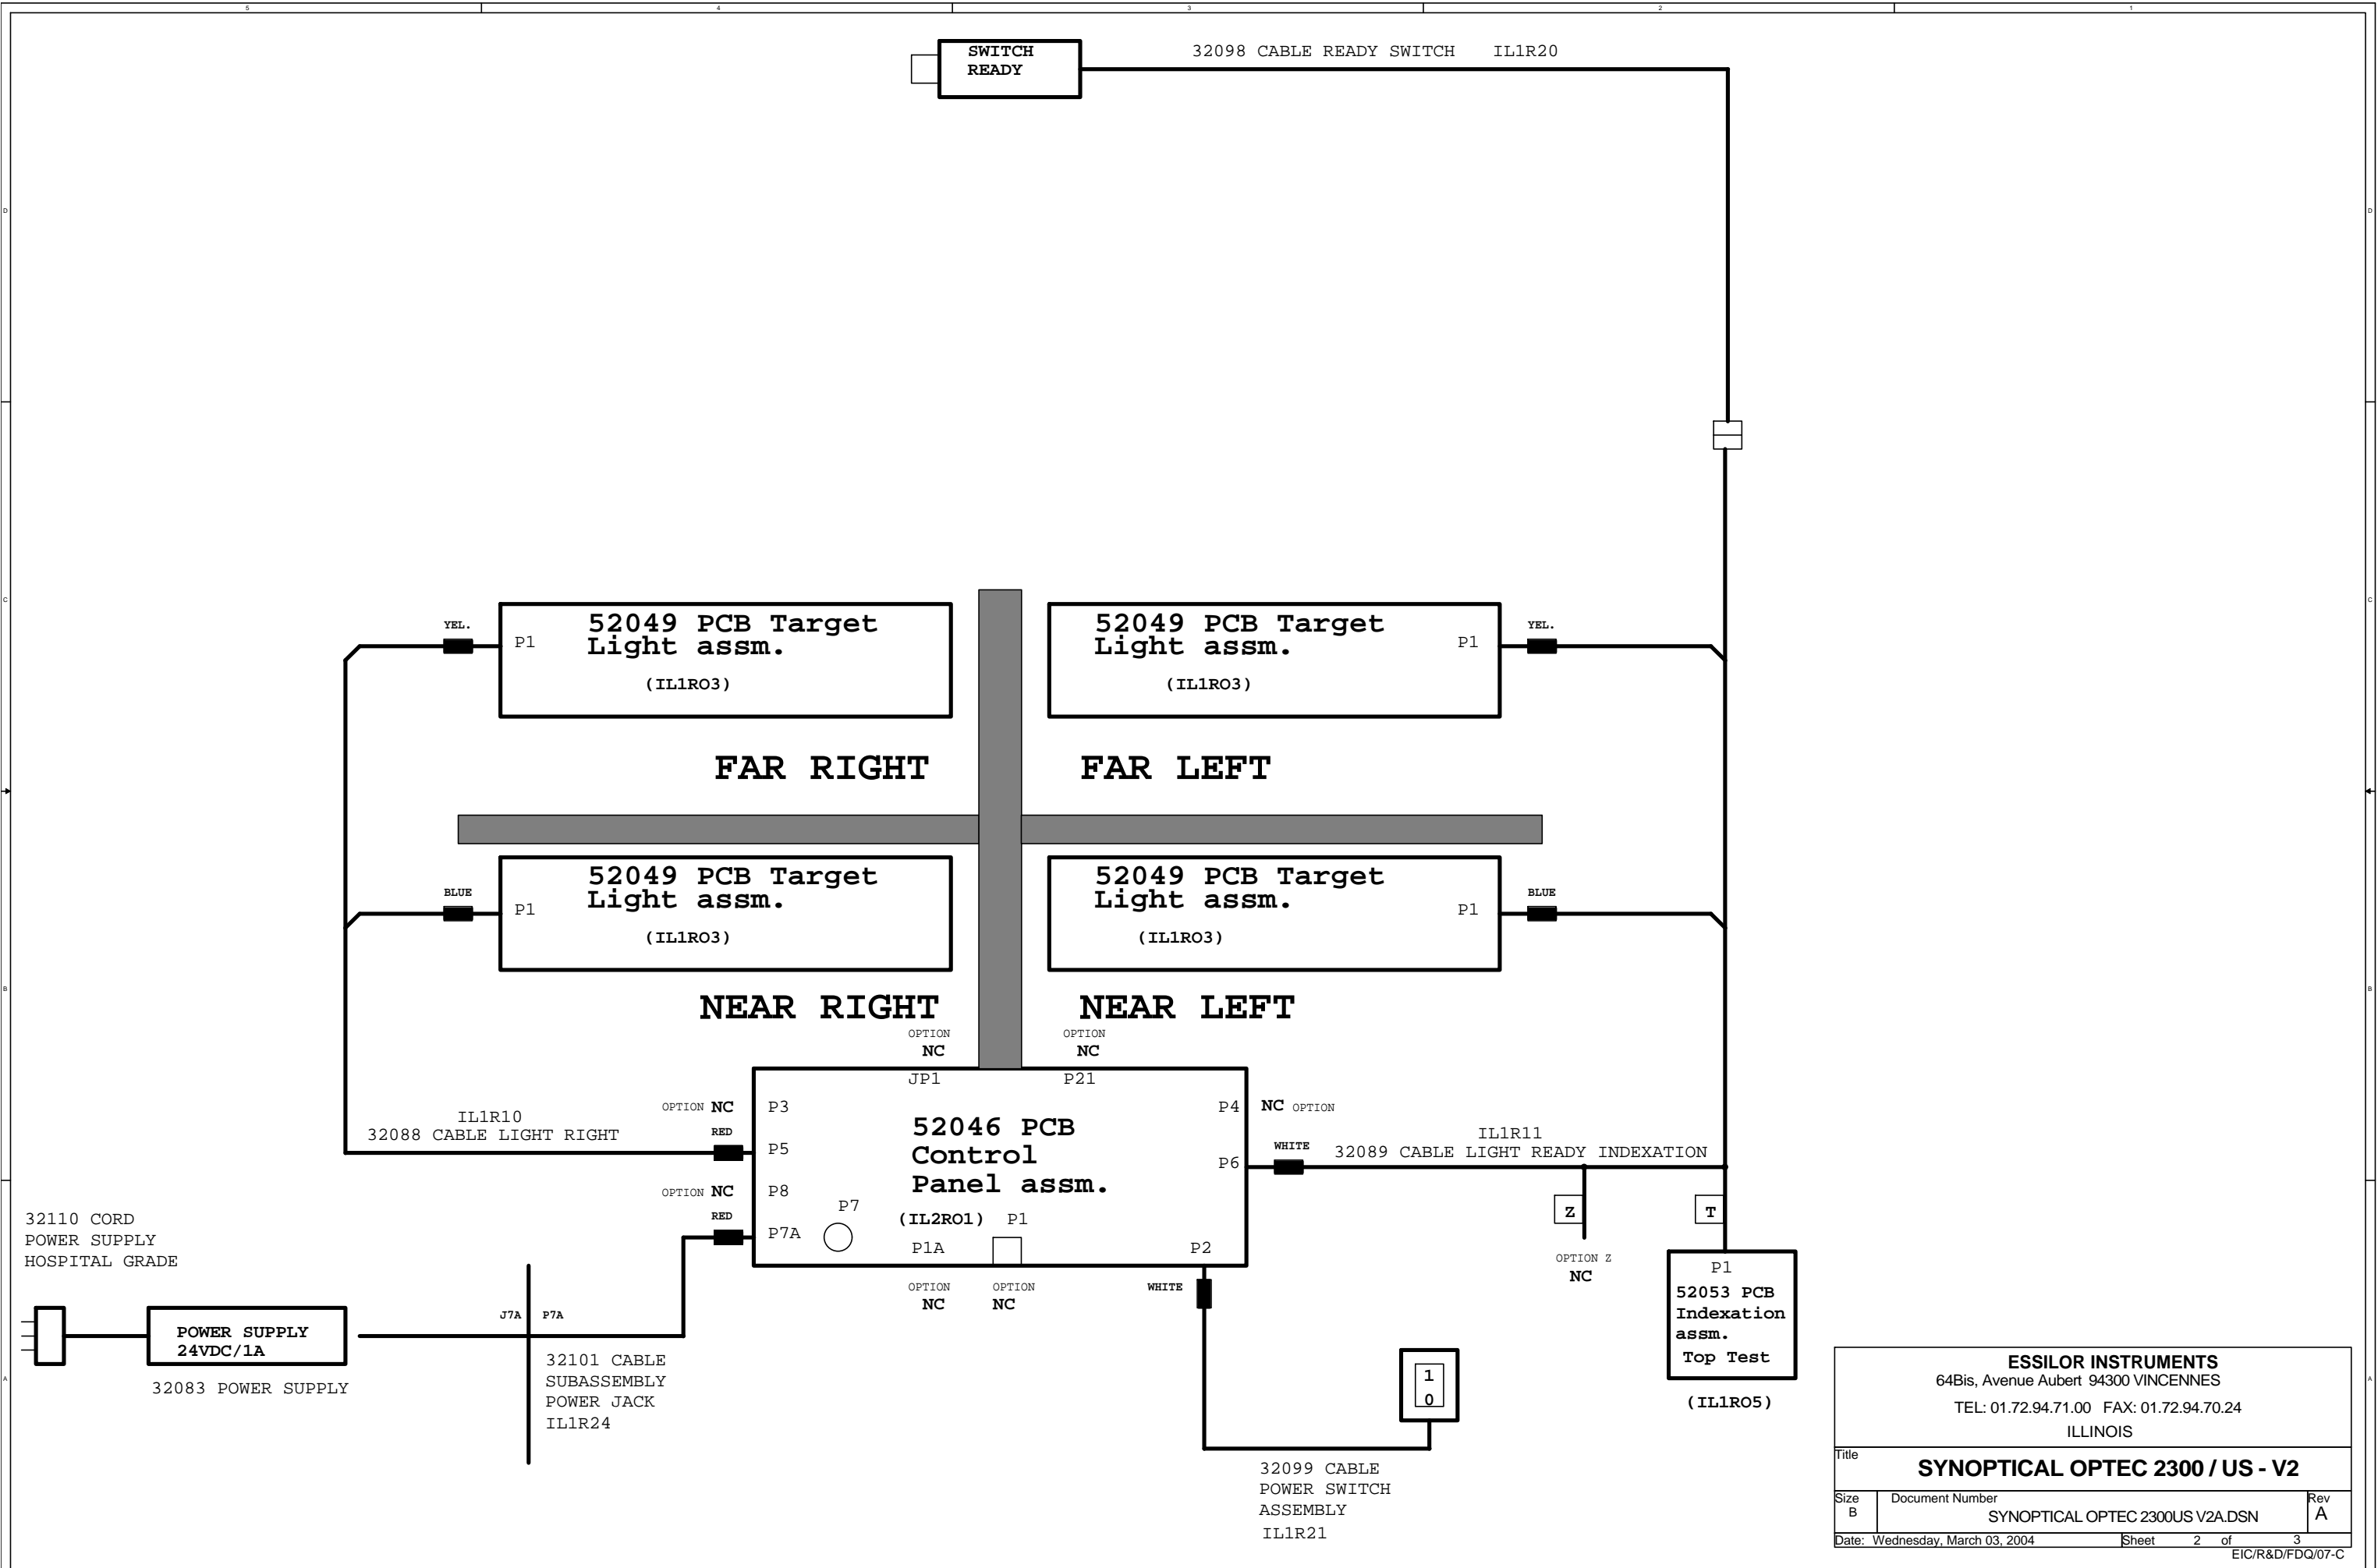 5 4 3 2 1
SWITCH
READY
32098 CABLE READY SWITCH IL1R20
D D
C C
52049 PCB Target
Light assm.
(IL1RO3)
P1
YEL.
52049 PCB Target
Light assm.
(IL1RO3)
P1
YEL.
FAR RIGHT FAR LEFT
52049 PCB Target
Light assm.
(IL1RO3)
P1
BLUE
52049 PCB Target
Light assm.
(IL1RO3)
P1
BLUE
B B
NEAR RIGHT NEAR LEFT
OPTION
NC
OPTION
NC
JP1 P21
OPTION NC P3
P4 NC OPTION
IL1R10
32088 CABLE LIGHT RIGHT
RED
P5
52046 PCB
Control
Panel assm.
(IL2RO1)
P6
WHITE
IL1R11
32089 CABLE LIGHT READY INDEXATION
OPTION NC P8
RED
P7A
P7
P1
P1A
P2
OPTION
NC
OPTION
NC
WHITE
Z
OPTION Z
NC
T
P1
52053 PCB
Indexation
assm.
Top Test
(IL1RO5)
32110 CORD
POWER SUPPLY
HOSPITAL GRADE
POWER SUPPLY
24VDC/1A
32083 POWER SUPPLY
J7A P7A
32101 CABLE
SUBASSEMBLY
POWER JACK
IL1R24
1
0
32099 CABLE
POWER SWITCH
ASSEMBLY
IL1R21
A A
ESSILOR INSTRUMENTS
64Bis, Avenue Aubert 94300 VINCENNES
TEL: 01.72.94.71.00 FAX: 01.72.94.70.24
ILLINOIS
Title
SYNOPTICAL OPTEC 2300 / US - V2
Size Document Number Rev
B SYNOPTICAL OPTEC 2300US V2A.DSN A
Date: Wednesday, March 03, 2004 Sheet 2 of 3
EIC/R&D/FDQ/07-C